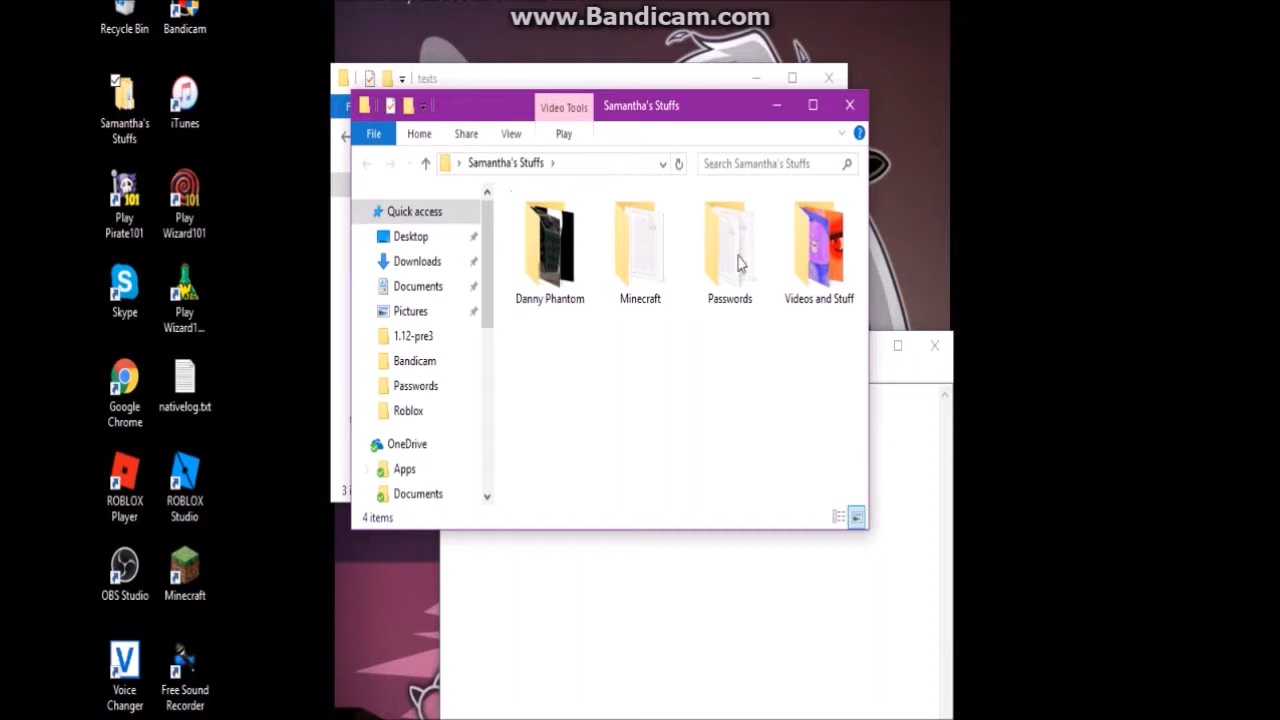 www.Bandicam.com
Recycle Bin
Bandicam
Samantha's
Stuffs
iTunes
Play
Pirate101
Play
Wizard101
Skype
Play
Wizard1...
Google
Chrome
nativelog.txt
ROBLOX
Player
ROBLOX
Studio
OBS Studio
Minecraft
Voice
Changer
Free Sound
Recorder
texts
Video Tools
Samantha's Stuffs
File
Home
Share
View
Play
Samantha's Stuffs
Search Samantha's Stuffs
Quick access
Desktop
Downloads
Documents
Pictures
1.12-pre3
Bandicam
Passwords
Roblox
OneDrive
Apps
Documents
Danny Phantom
Minecraft
Passwords
Videos and Stuff
4 items